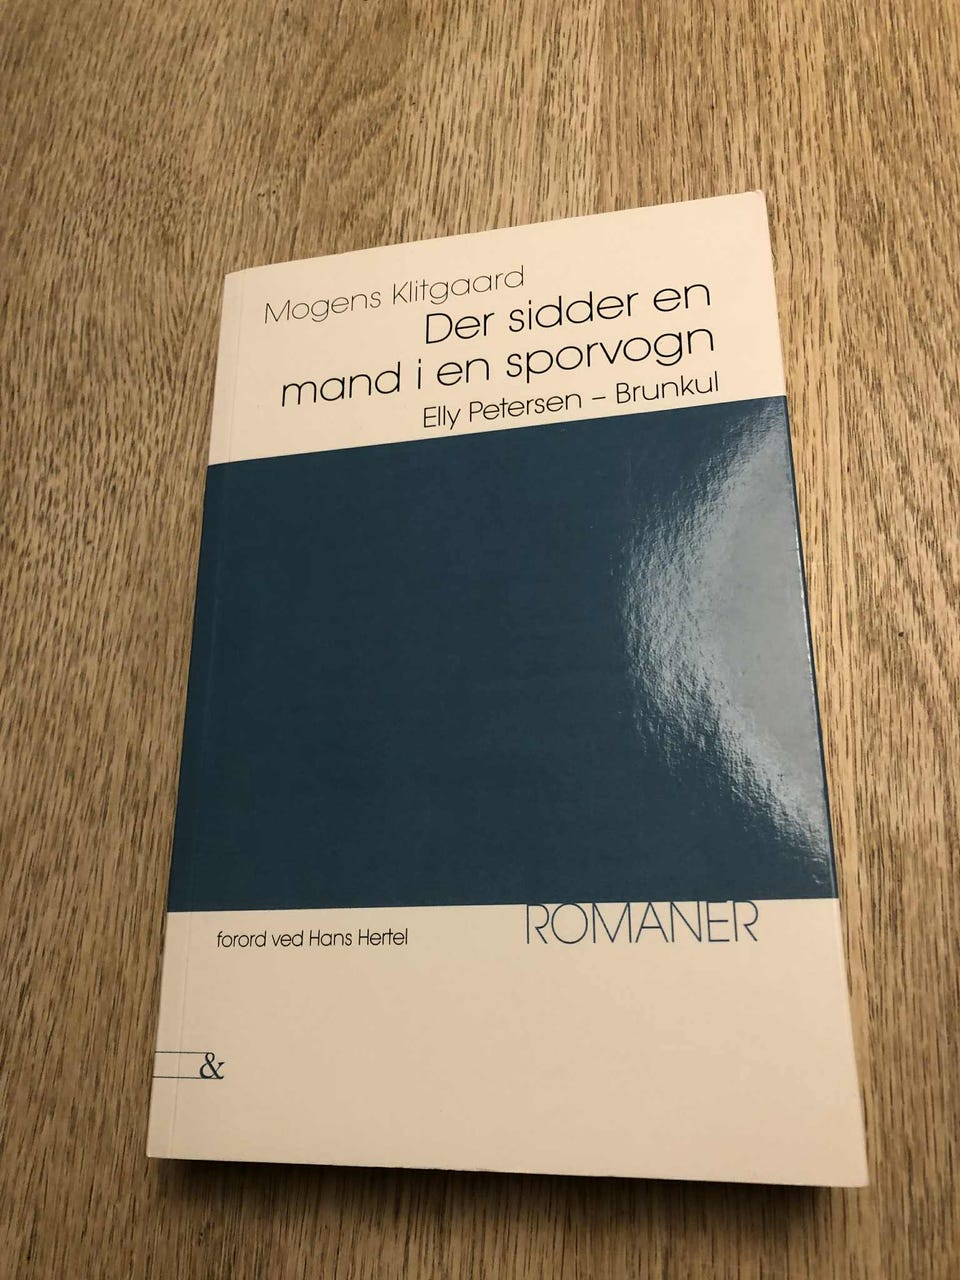 Mogens Klitgaard
Der sidder en
mand i en sporvogn
Elly Petersen – Brunkul
ROMANER
forord ved Hans Hertel
&